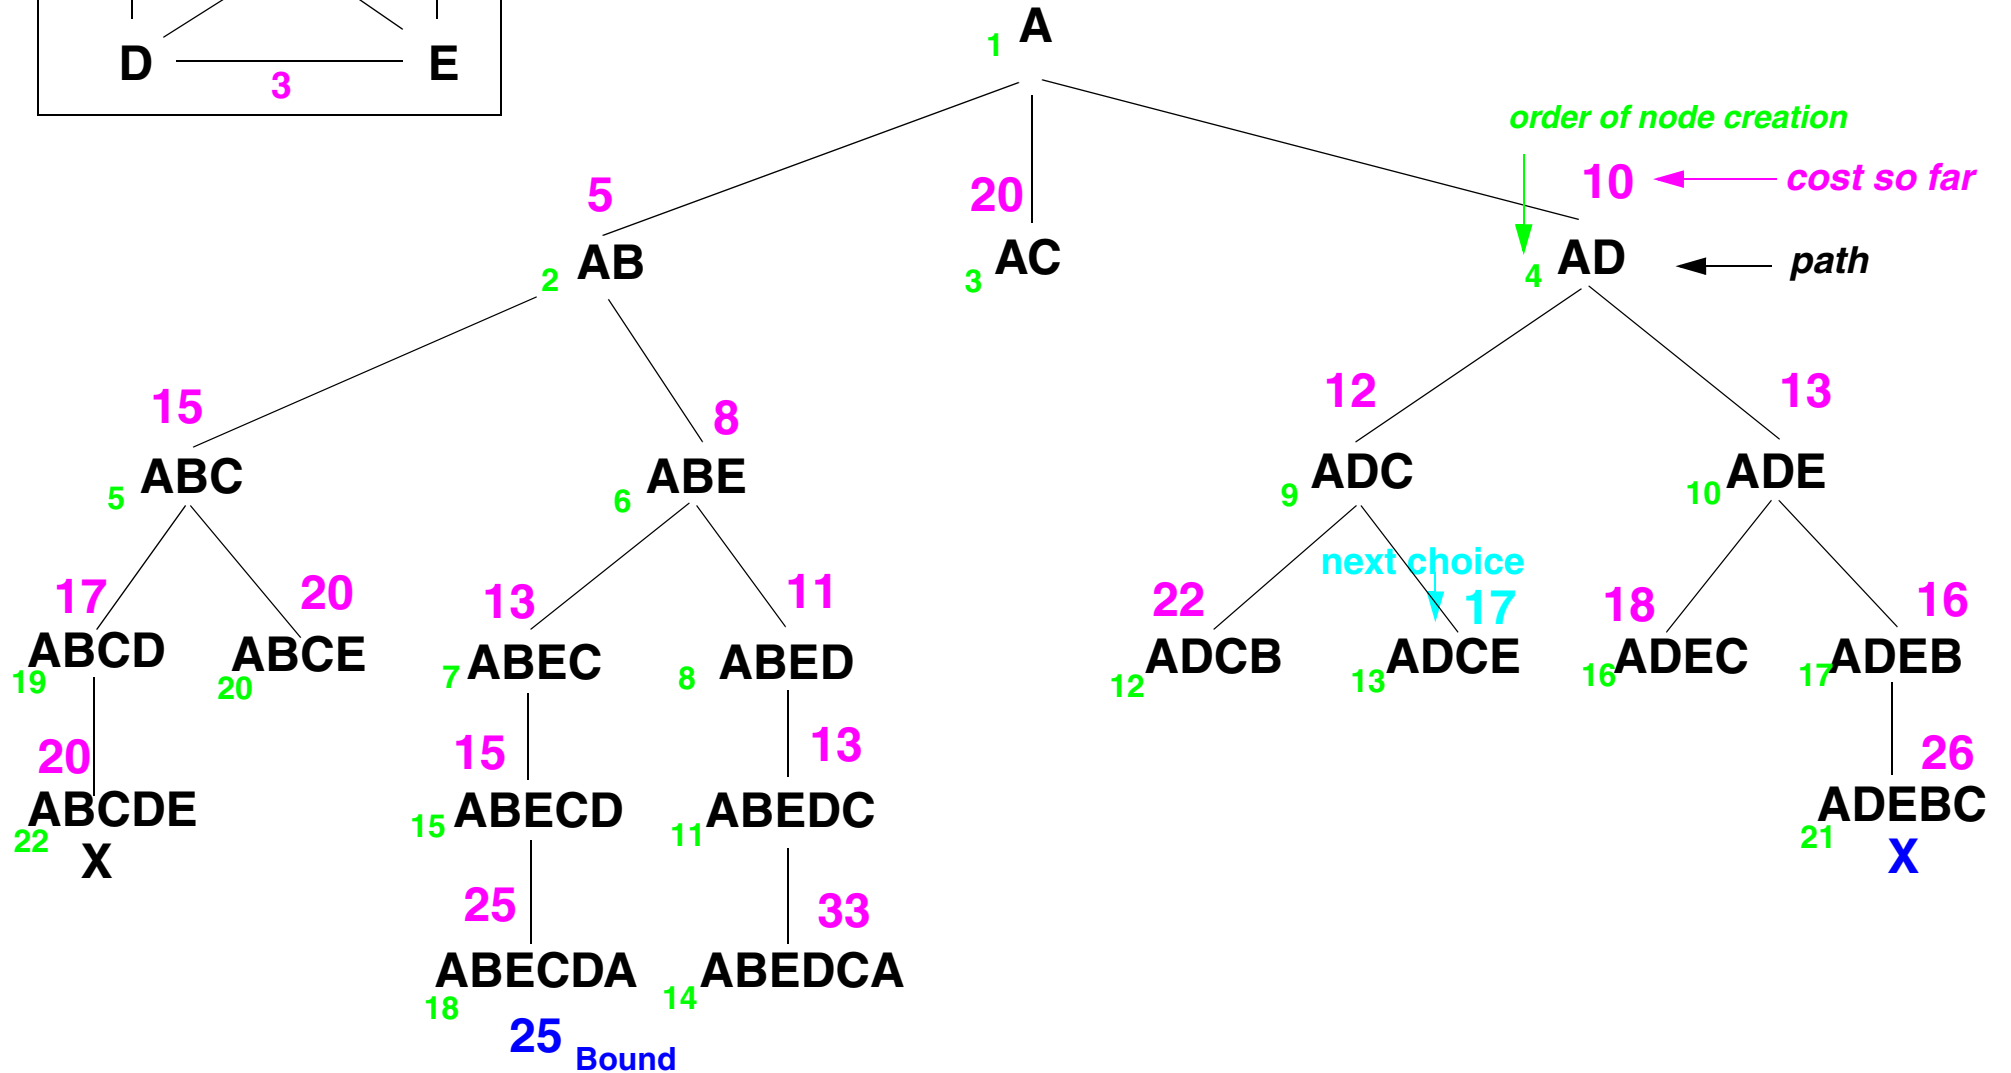 A
1
D
E
3
order of node creation
10
cost so far
5
20
AB
2
AC
3
AD
4
path
15
8
12
13
ABC
5
ABE
6
ADC
9
ADE
10
next choice
17
20
13
11
22
17
18
16
ABCD
19
ABCE
20
ABEC
7
ABED
8
ADCB
12
ADCE
13
ADEC
16
ADEB
17
20
15
13
26
ABCDE
22
X
ABECD
15
ABEDC
11
ADEBC
21
X
25
33
ABECDA
18
ABEDCA
14
25 Bound